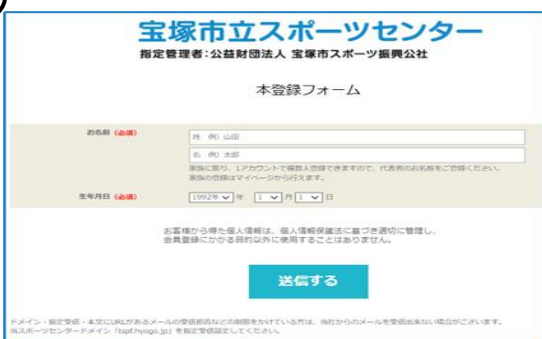 宝塚市立スポーツセンター
指定管理者:公益財団法人 宝塚市スポーツ振興公社
本登録フォーム
お名前 (必須)
姓 例) 山田
名 例) 太郎
家族に限り、1アカウントで複数人登録できますので、代表者のお名前をご登録ください。
家族の登録はマイページから行えます。
生年月日 (必須) 1992年 年 1 月 1 日
お客様から得た個人情報は、個人情報保護法に基づき適切に管理し、
会員登録にかかる目的以外に使用することはありません。
送信する
ドメイン・指定受信・本文にURLがあるメールの受信拒否などの制限をかけている方は、当社からのメールを受信出来ない場合がございます。
当スポーツセンタードメイン「tspf.hyogo.jp」を指定受信設定してください。